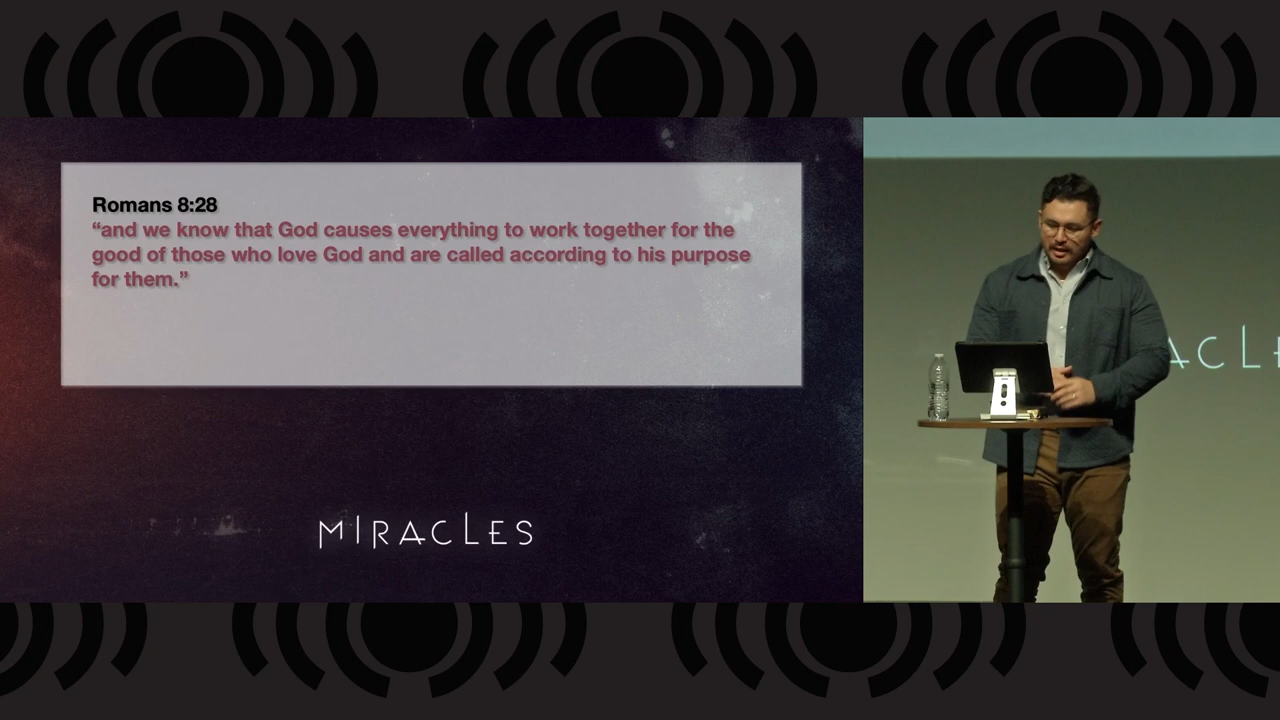 Romans 8:28
“and we know that God causes everything to work together for the
good of those who love God and are called according to his purpose
for them.”
MIRACLES
ACLE